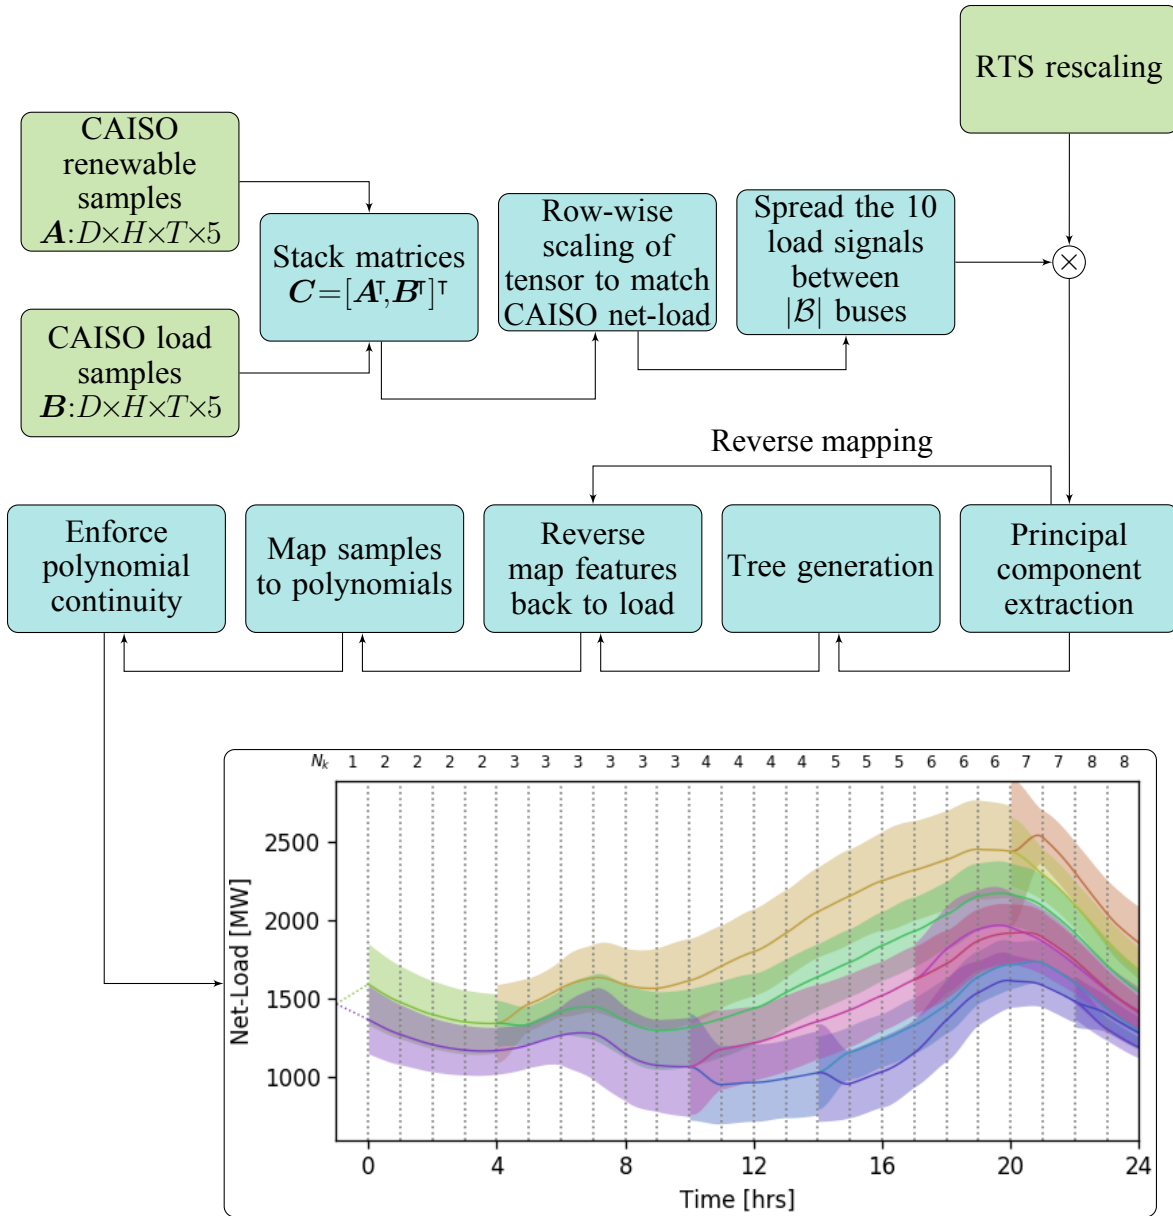 RTS rescaling
CAISO
renewable
samples
A:D×H×T×5
Stack matrices
C=[A⊤,B⊤]⊤
Row-wise
scaling of
tensor to match
CAISO net-load
Spread the 10
load signals
between
|ℬ| buses
×
CAISO load
samples
B:D×H×T×5
Reverse mapping
Enforce
polynomial
continuity
Map samples
to polynomials
Reverse
map features
back to load
Tree generation
Principal
component
extraction
N_k 1 2 2 2 2 3 3 3 3 3 3 4 4 4 4 5 5 5 6 6 6 7 7 8 8
Net-Load [MW]
2500
2000
1500
1000
0 4 8 12 16 20 24
Time [hrs]